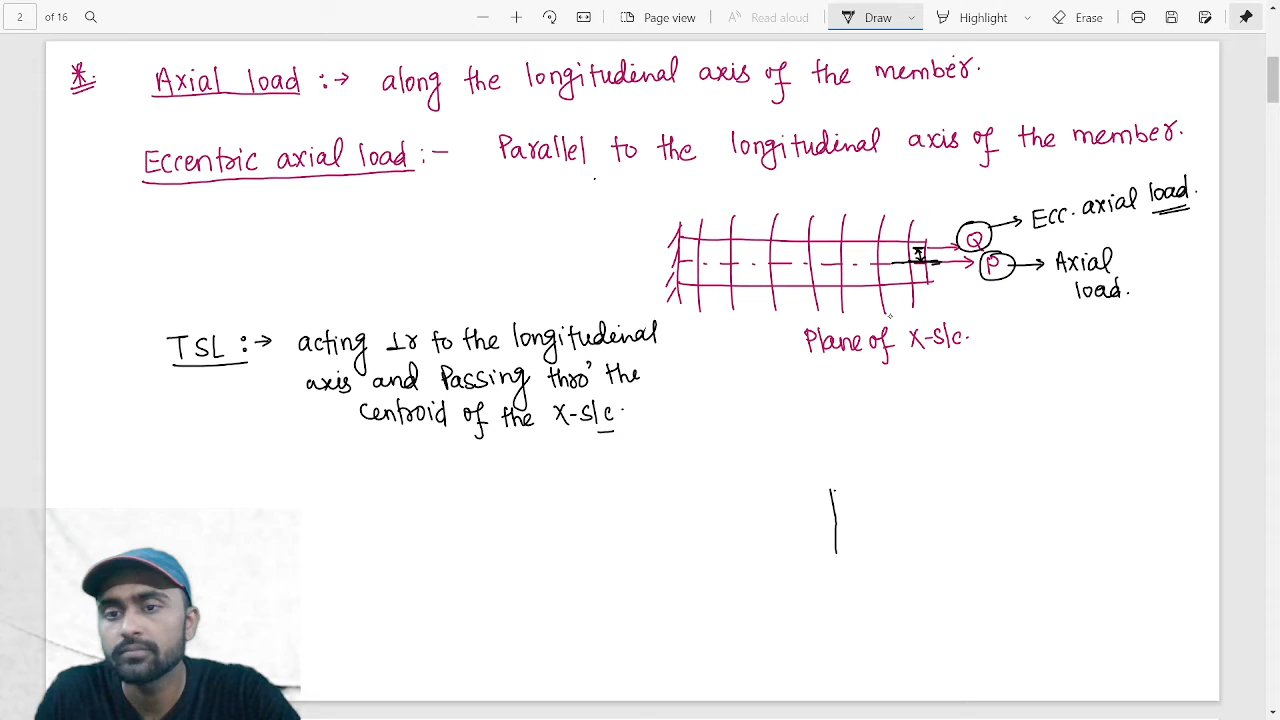 2 of 16 Page view Read aloud Draw Highlight Erase
Axial load :→ along the longitudinal axis of the member.
Eccentric axial load :- Parallel to the longitudinal axis of the member.
Q → Ecc. axial load.
P → Axial
load.
Plane of X-s/c.
TSL :→ acting ⊥r to the longitudenal
axis and Passing thro' the
Centroid of the X-s/c.